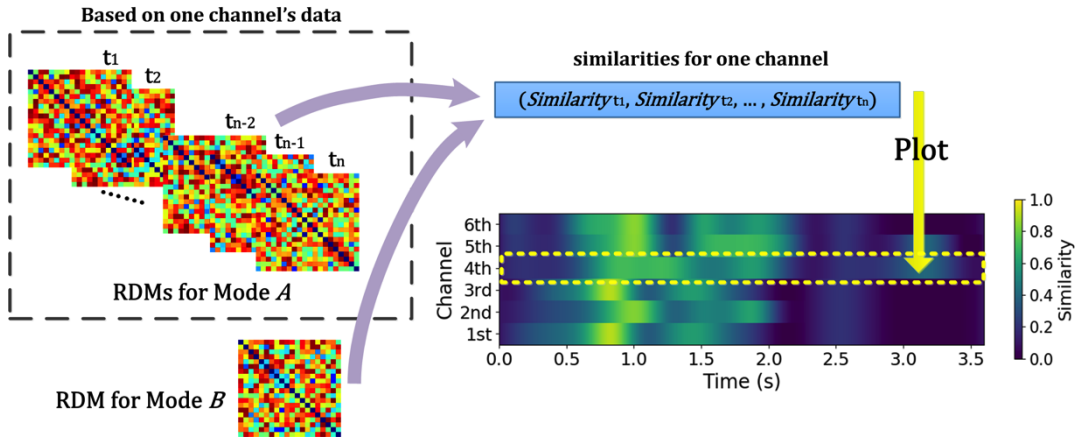 Based on one channel's data
t1
t2
tn-2
tn-1
tn
RDMs for Mode A
RDM for Mode B
similarities for one channel
(Similarity t1, Similarity t2, ... , Similarity tn)
Plot
Channel
6th
5th
4th
3rd
2nd
1st
0.0 0.5 1.0 1.5 2.0 2.5 3.0 3.5
Time (s)
1.0
0.8
0.6
0.4
0.2
0.0
Similarity